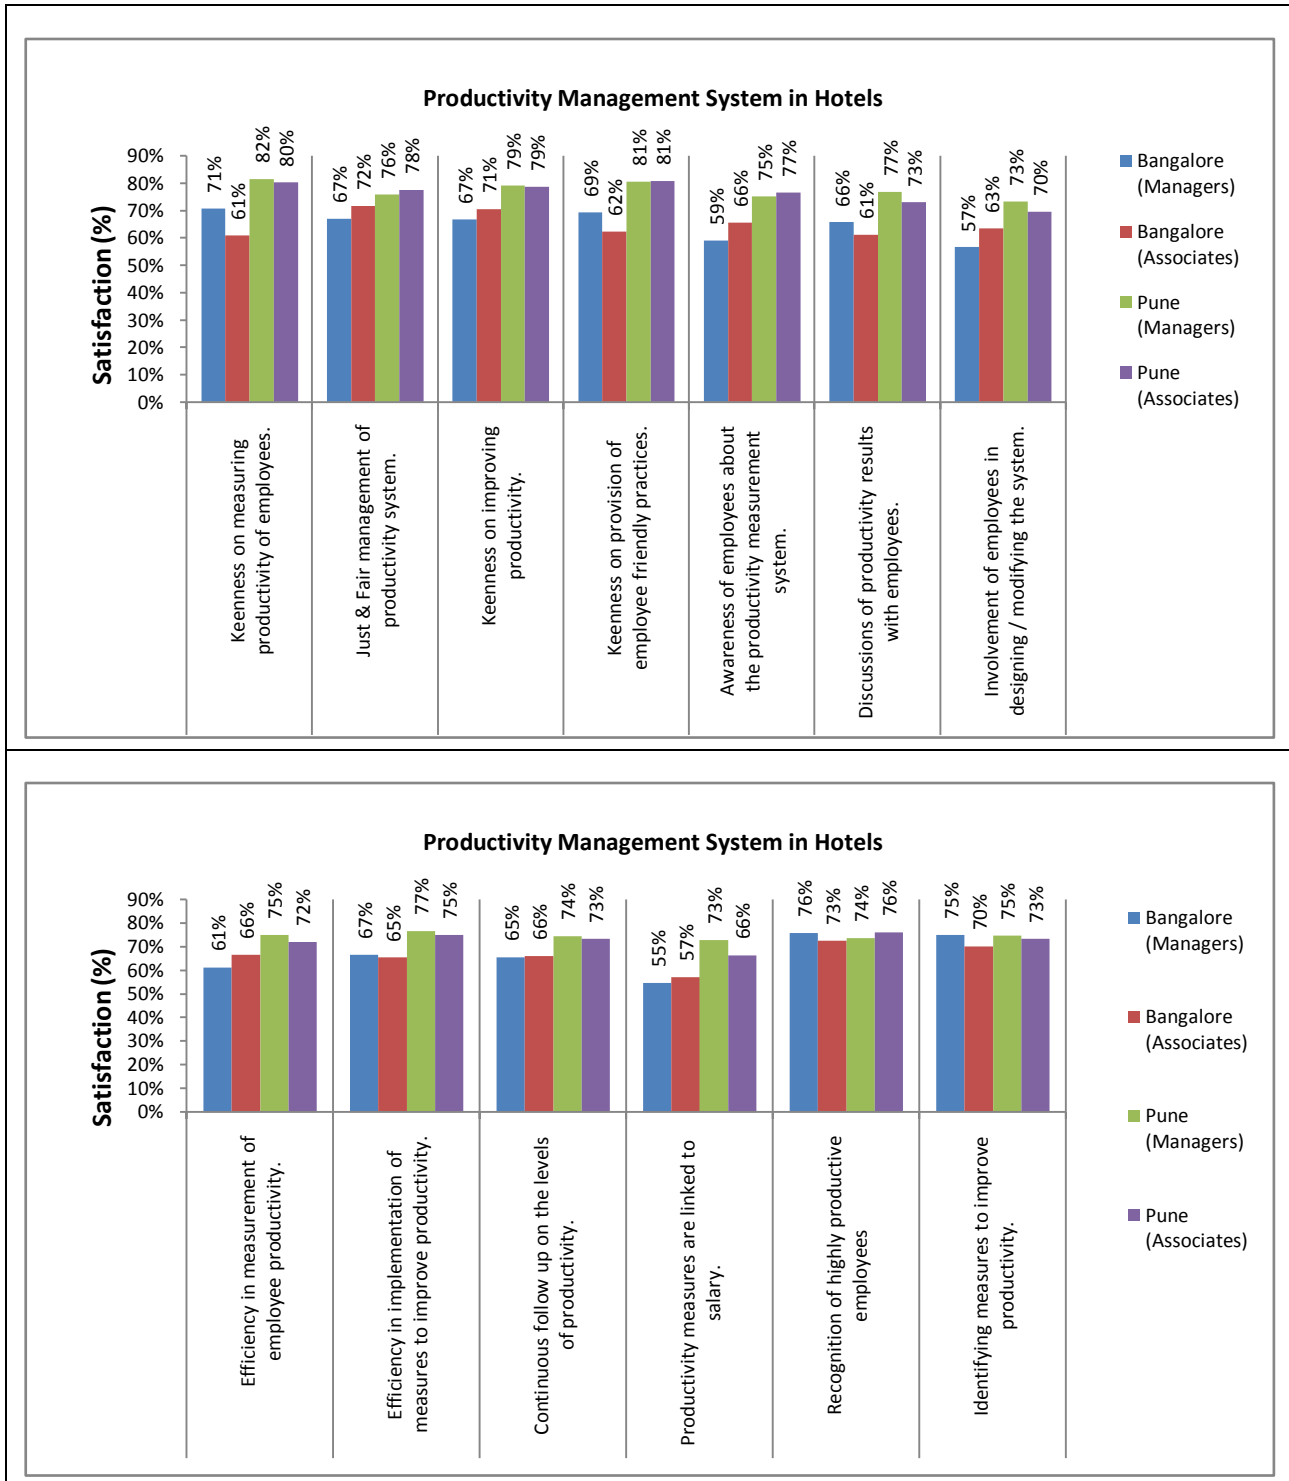 Productivity Management System in Hotels
Satisfaction (%)
90%
80%
70%
60%
50%
40%
30%
20%
10%
0%
71%
61%
82%
80%
67%
72%
76%
78%
67%
71%
79%
79%
69%
62%
81%
81%
59%
66%
75%
77%
66%
61%
77%
73%
57%
63%
73%
70%
Keenness on measuring
productivity of employees.
Just & Fair management of
productivity system.
Keenness on improving
productivity.
Keenness on provision of
employee friendly practices.
Awareness of employees about
the productivity measurement
system.
Discussions of productivity results
with employees.
Involvement of employees in
designing / modifying the system.
Bangalore
(Managers)
Bangalore
(Associates)
Pune
(Managers)
Pune
(Associates)
Productivity Management System in Hotels
Satisfaction (%)
90%
80%
70%
60%
50%
40%
30%
20%
10%
0%
61%
66%
75%
72%
67%
65%
77%
75%
65%
66%
74%
73%
55%
57%
73%
66%
76%
73%
74%
76%
75%
70%
75%
73%
Efficiency in measurement of
employee productivity.
Efficiency in implementation of
measures to improve productivity.
Continuous follow up on the levels
of productivity.
Productivity measures are linked to
salary.
Recognition of highly productive
employees
Identifying measures to improve
productivity.
Bangalore
(Managers)
Bangalore
(Associates)
Pune
(Managers)
Pune
(Associates)